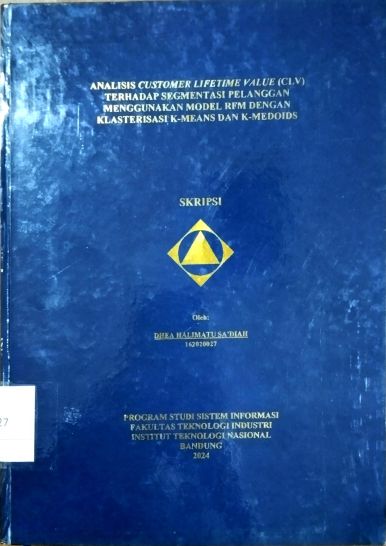 ANALISIS CUSTOMER LIFETIME VALUE (CLV)
TERHADAP SEGMENTASI PELANGGAN
MENGGUNAKAN MODEL RFM DENGAN
KLASTERISASI K-MEANS DAN K-MEDOIDS
SKRIPSI
Oleh:
DHEA HALIMATU SA'DIAH
162020027
27
PROGRAM STUDI SISTEM INFORMASI
FAKULTAS TEKNOLOGI INDUSTRI
INSTITUT TEKNOLOGI NASIONAL
BANDUNG
2024